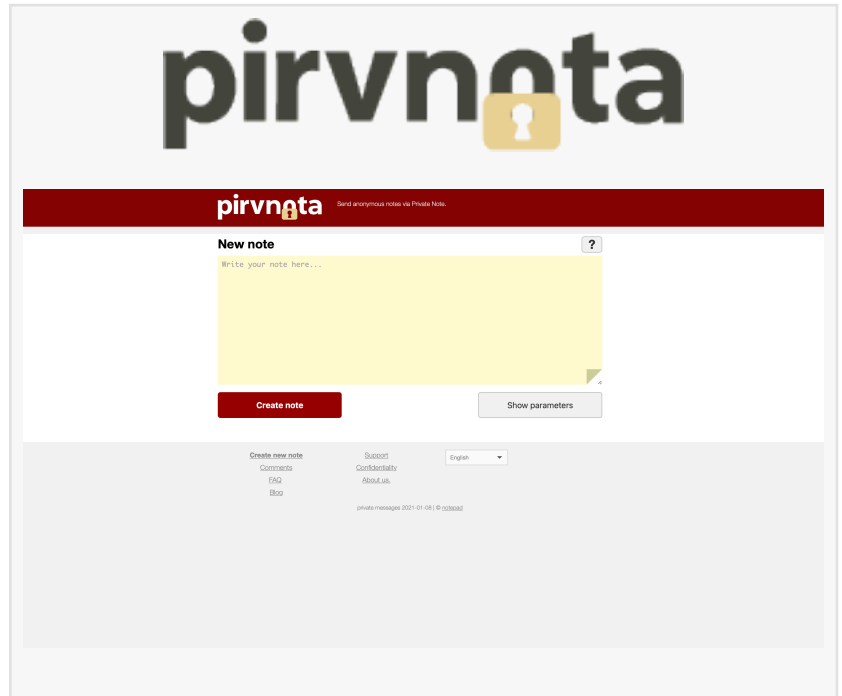 pirvnota
pirvnota Send anonymous notes via Private Note.
New note ?
Write your note here...
Create note Show parameters
Create new note Support English
Comments Confidentiality
FAQ About us.
Blog
private messages 2021-01-08 | © notepad